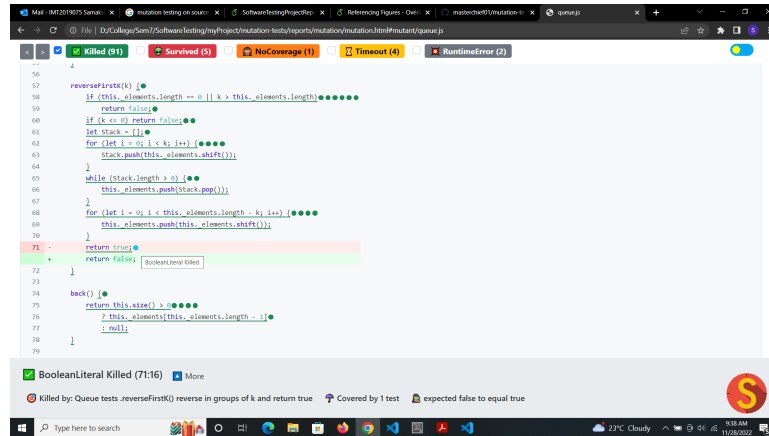 Mail - IMT2019075 Samaks
mutation testing on source
SoftwareTestingProjectRep
Referencing Figures - Overl
masterchief01/mutation-te
queue.js
File | D:/College/Sem7/SoftwareTesting/myProject/mutation-tests/reports/mutation/mutation.html#mutant/queue.js
Killed (91)
Survived (5)
NoCoverage (1)
Timeout (4)
RuntimeError (2)
55 }
56
57 reverseFirstK(k) {
58 if (this._elements.length == 0 || k > this._elements.length)
59 return false;
60 if (k <= 0) return false;
61 let Stack = [];
62 for (let i = 0; i < k; i++) {
63 Stack.push(this._elements.shift());
64 }
65 while (Stack.length > 0) {
66 this._elements.push(Stack.pop());
67 }
68 for (let i = 0; i < this._elements.length - k; i++) {
69 this._elements.push(this._elements.shift());
70 }
71 - return true;
+ return false;
BooleanLiteral Killed
72 }
73
74 back() {
75 return this.size() > 0
76 ? this._elements[this._elements.length - 1]
77 : null;
78 }
79
BooleanLiteral Killed (71:16) More
Killed by: Queue tests .reverseFirstK() reverse in groups of k and return true Covered by 1 test expected false to equal true
Type here to search
23°C Cloudy
9:38 AM
11/28/2022